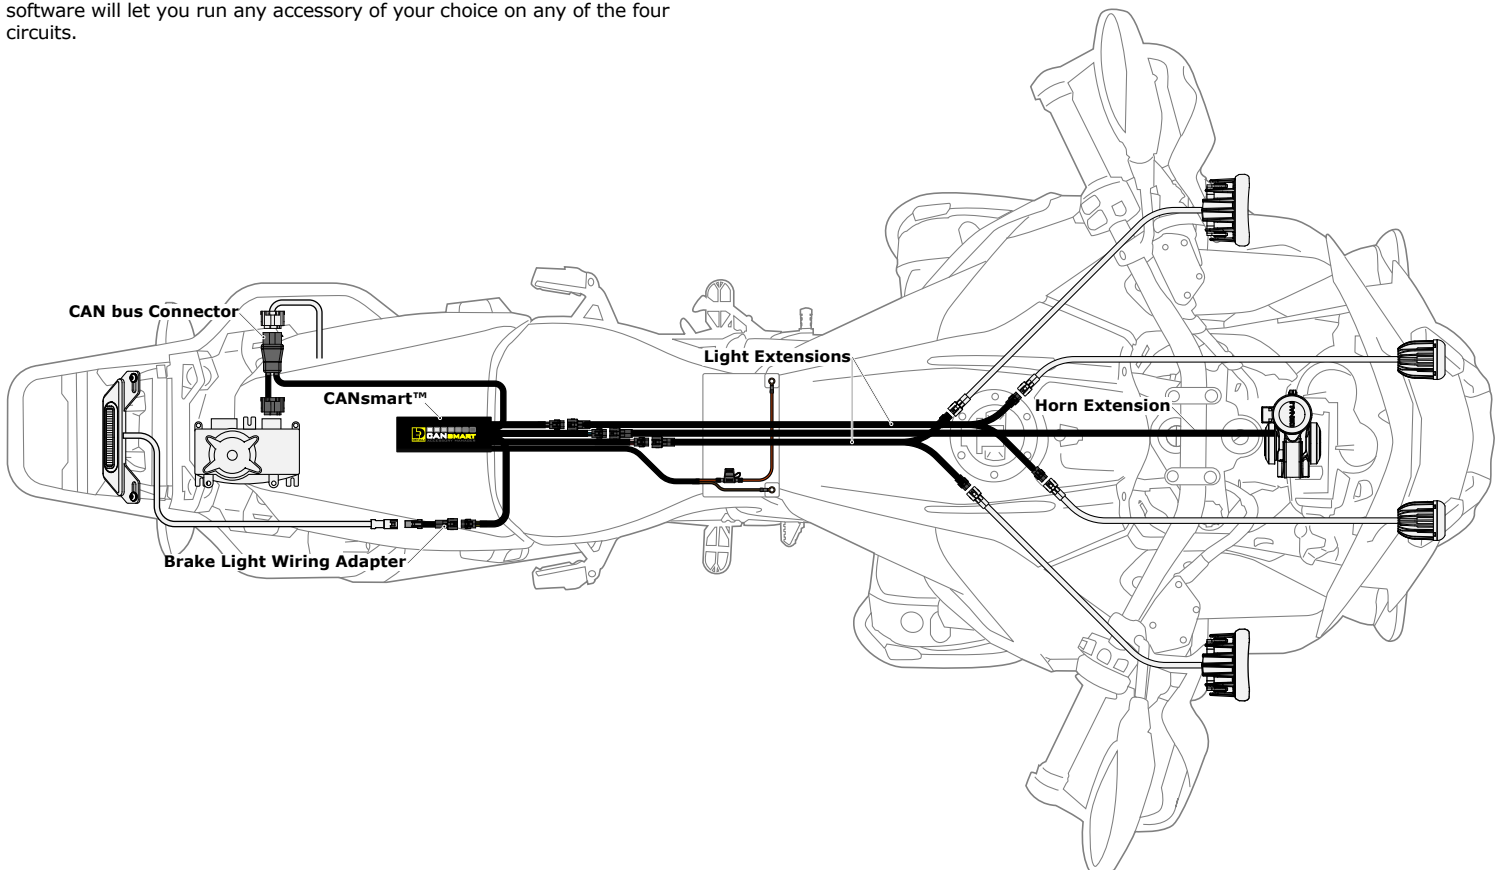 software will let you run any accessory of your choice on any of the four
circuits.
CAN bus Connector
Light Extensions
CANsmart™
Horn Extension
DENALI
CANSMART
Brake Light Wiring Adapter